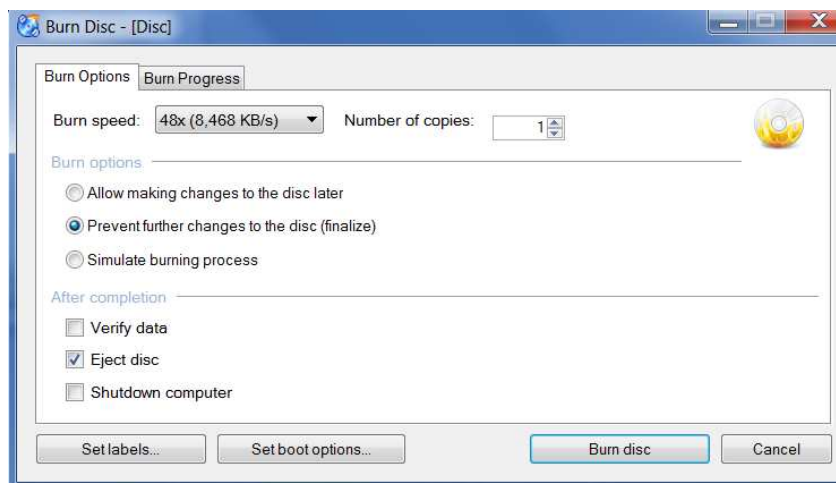 Burn Disc - [Disc]
Burn Options Burn Progress
Burn speed: 48x (8,468 KB/s) Number of copies: 1
Burn options
Allow making changes to the disc later
Prevent further changes to the disc (finalize)
Simulate burning process
After completion
Verify data
Eject disc
Shutdown computer
Set labels... Set boot options... Burn disc Cancel